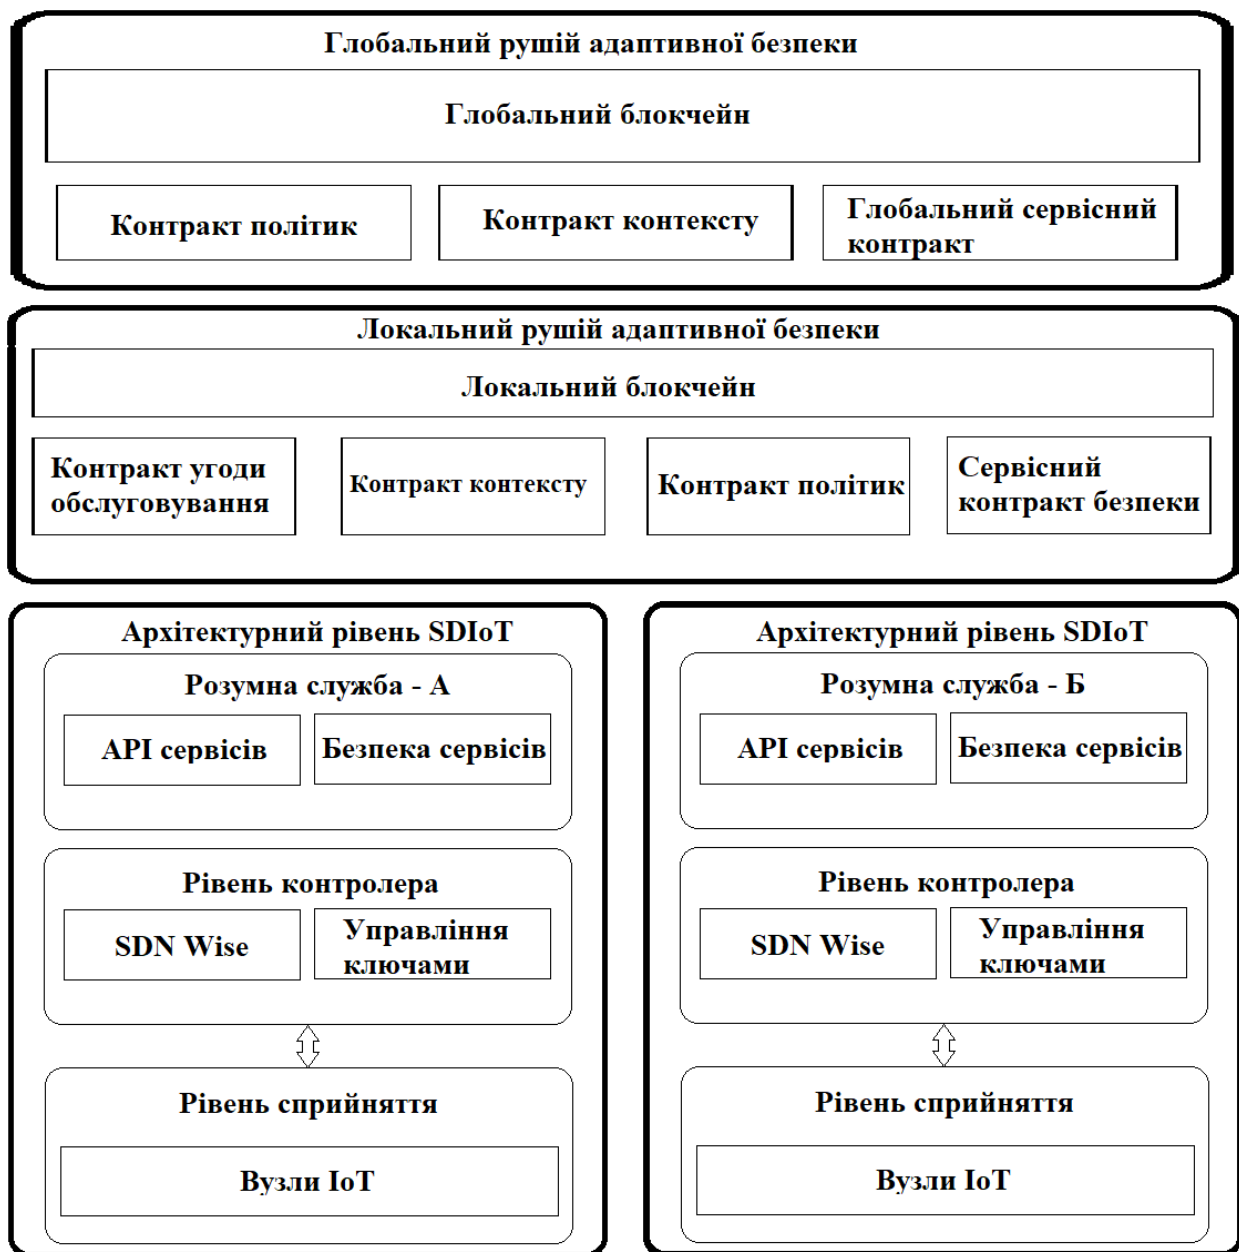 Глобальний рушій адаптивної безпеки
Глобальний блокчейн
Контракт політик
Контракт контексту
Глобальний сервісний
контракт
Локальний рушій адаптивної безпеки
Локальний блокчейн
Контракт угоди
обслуговування
Контракт контексту
Контракт політик
Сервісний
контракт безпеки
Архітектурний рівень SDIoT
Розумна служба - А
API сервісів
Безпека сервісів
Рівень контролера
SDN Wise
Управління
ключами
Рівень сприйняття
Вузли IoT
Архітектурний рівень SDIoT
Розумна служба - Б
API сервісів
Безпека сервісів
Рівень контролера
SDN Wise
Управління
ключами
Рівень сприйняття
Вузли IoT